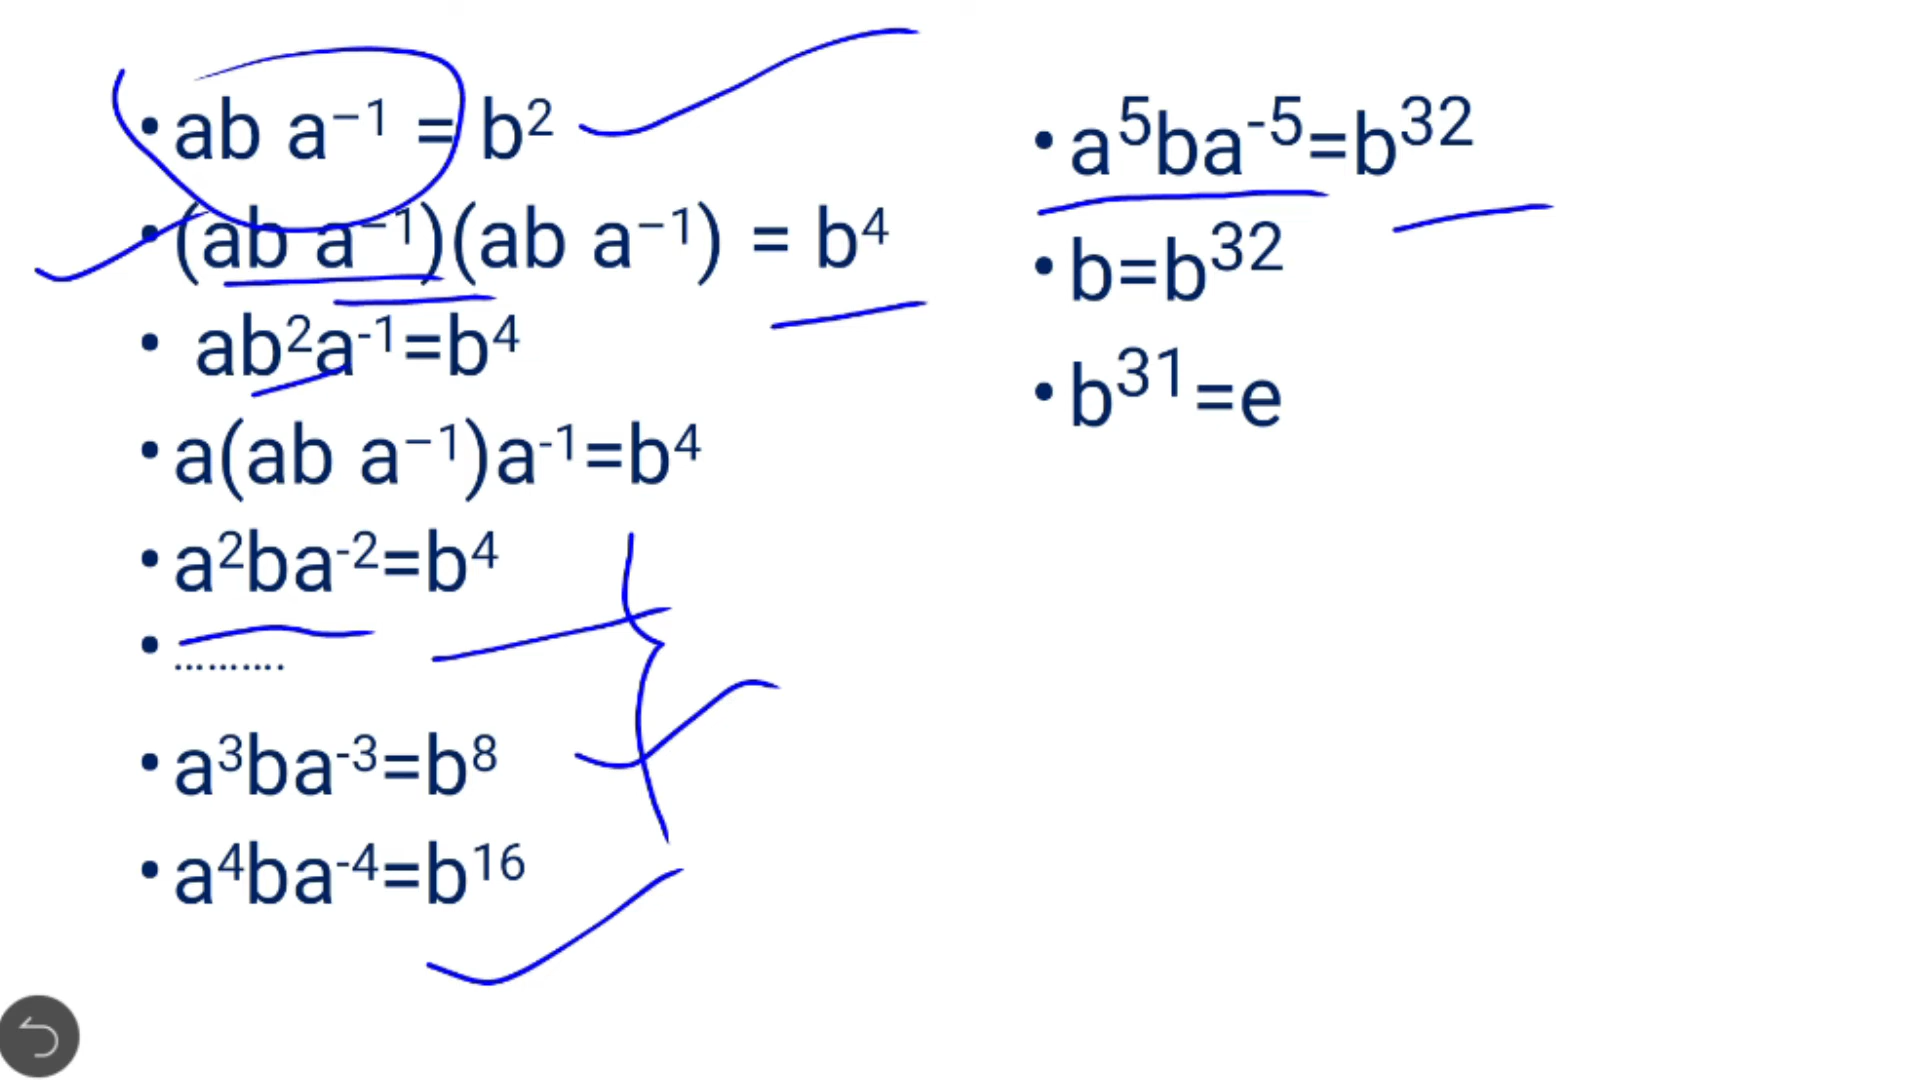 • ab a⁻¹ = b²
• (ab a⁻¹)(ab a⁻¹) = b⁴
• ab²a⁻¹=b⁴
• a(ab a⁻¹)a⁻¹=b⁴
• a²ba⁻²=b⁴
• ..........
• a³ba⁻³=b⁸
• a⁴ba⁻⁴=b¹⁶
• a⁵ba⁻⁵=b³²
• b=b³²
• b³¹=e